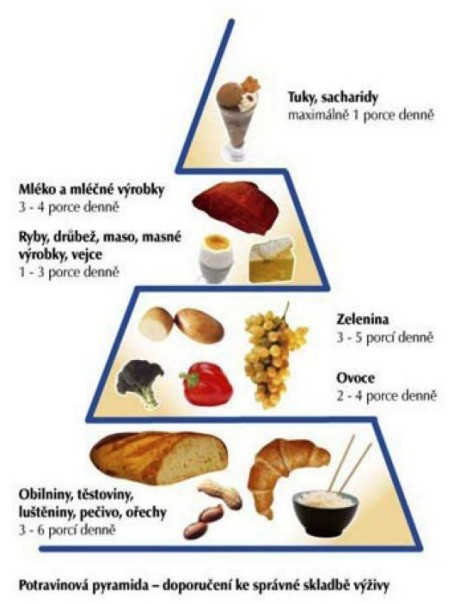 Tuky, sacharidy
maximálně 1 porce denně
Mléko a mléčné výrobky
3 - 4 porce denně
Ryby, drůbež, maso, masné
výrobky, vejce
1 - 3 porce denně
Zelenina
3 - 5 porcí denně
Ovoce
2 - 4 porce denně
Obilniny, těstoviny,
luštěniny, pečivo, ořechy
3 - 6 porcí denně
Potravinová pyramida – doporučení ke správné skladbě výživy